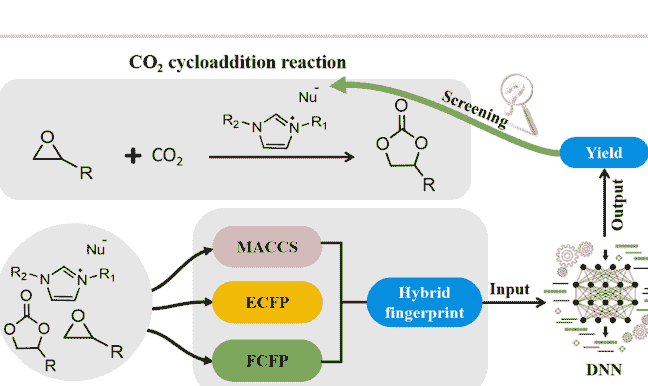 CO₂ cycloaddition reaction
Nu⁻
R₂ N N⁺ R₁
Screening
O
O
O O
R
+ CO₂
R
Yield
Output
Nu⁻
R₂ N N⁺ R₁
MACCS
ECFP
FCFP
Hybrid
fingerprint
Input
O
O O
R
O
R
DNN